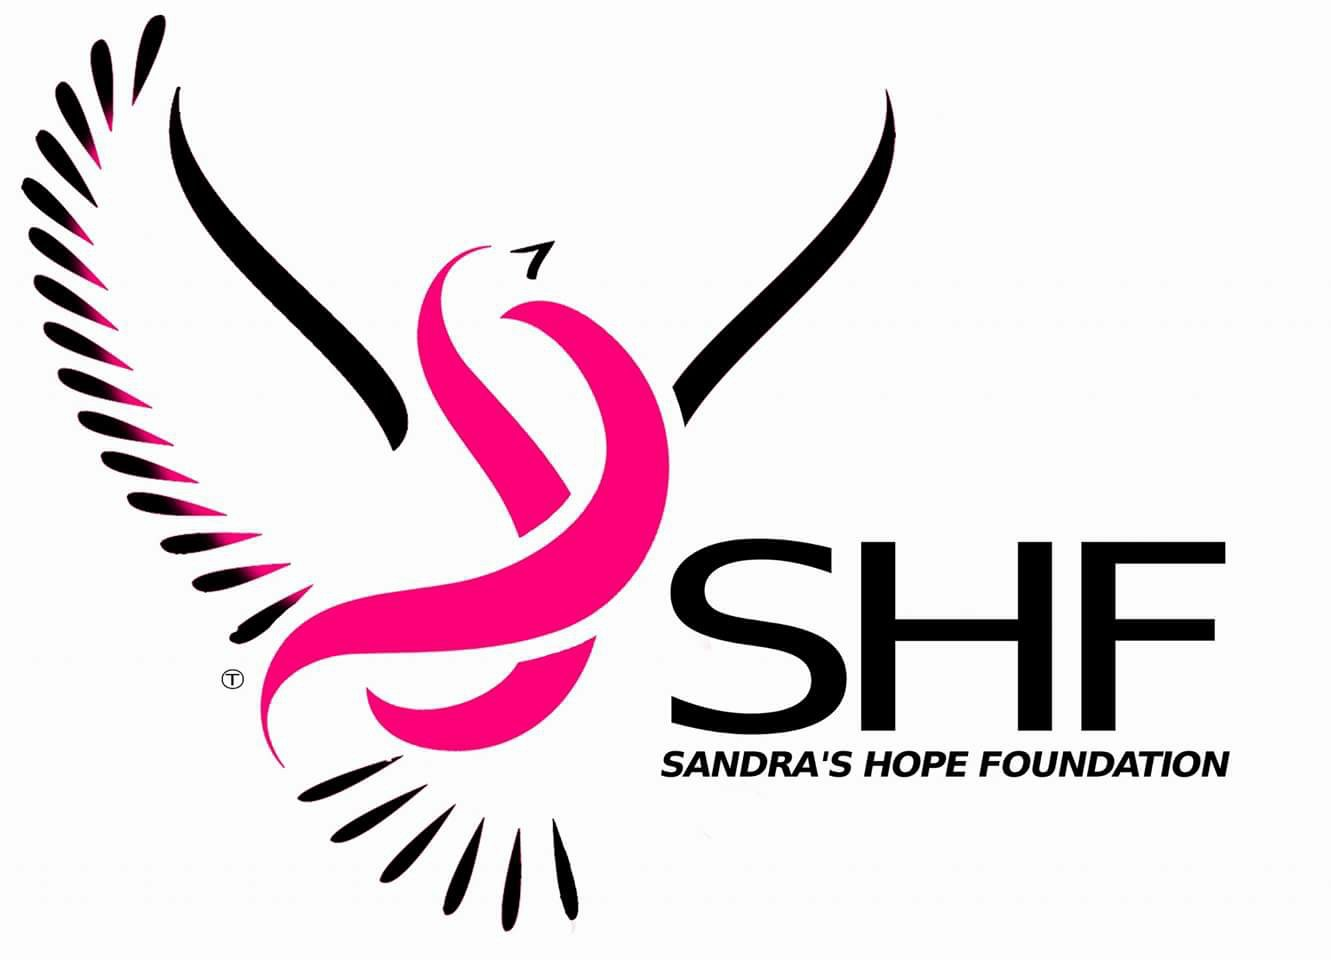 Ⓣ
SHF
SANDRA'S HOPE FOUNDATION